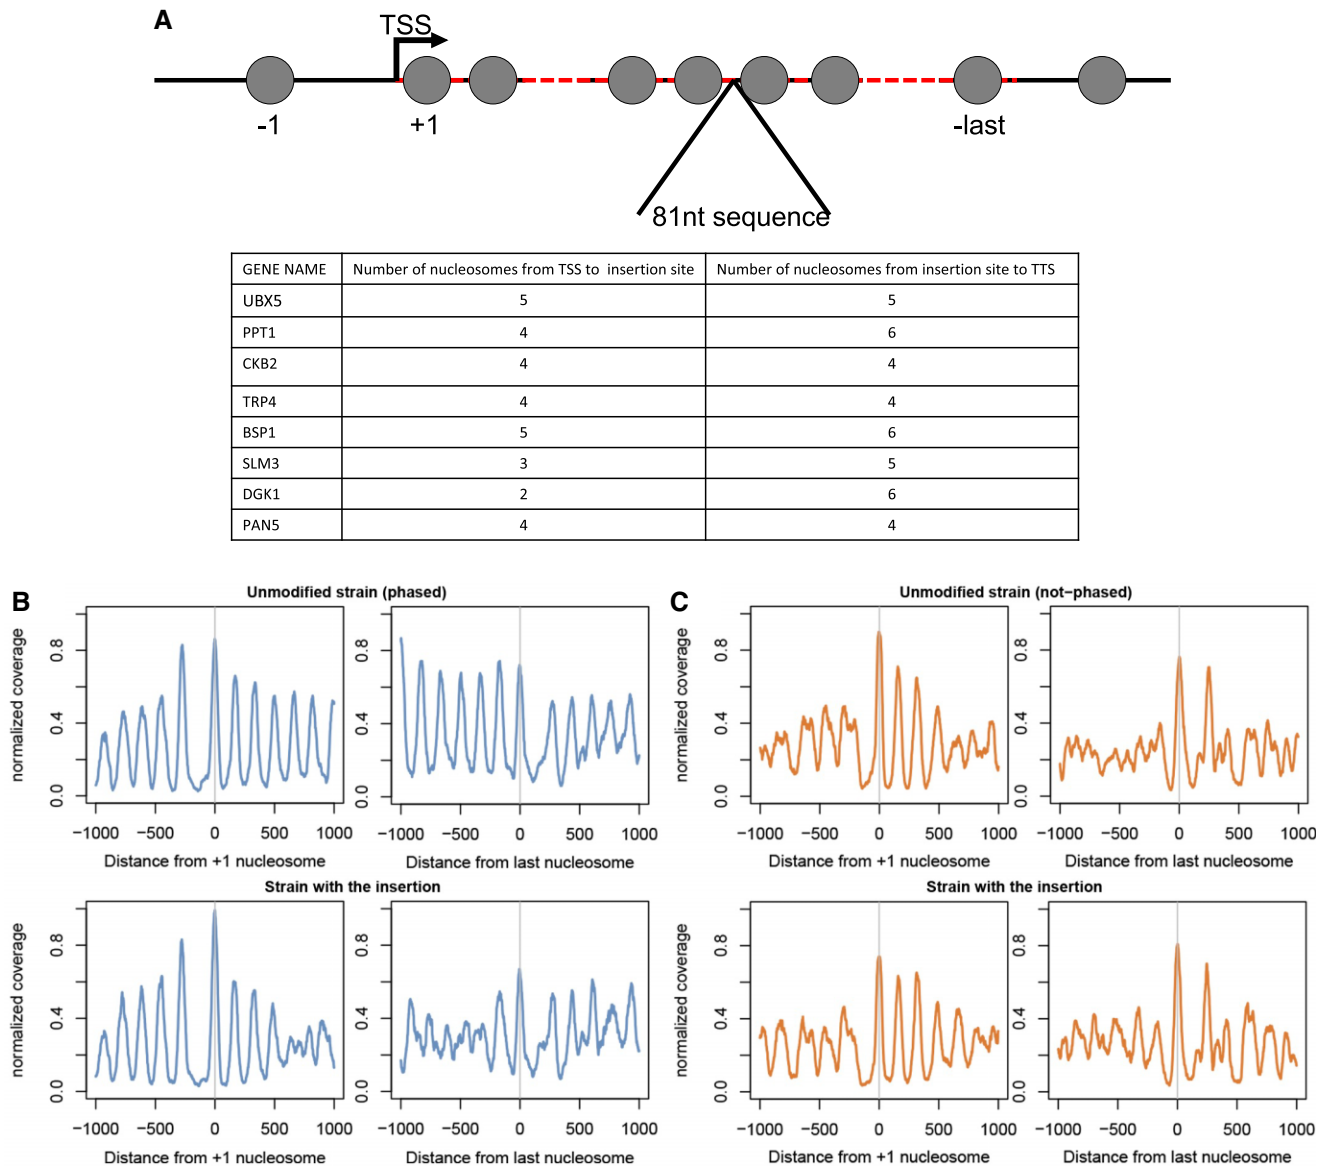 A
TSS
-1
+1
-last
81nt sequence
GENE NAME Number of nucleosomes from TSS to insertion site Number of nucleosomes from insertion site to TTS
UBX5 5 5
PPT1 4 6
CKB2 4 4
TRP4 4 4
BSP1 5 6
SLM3 3 5
DGK1 2 6
PAN5 4 4
B
Unmodified strain (phased)
normalized coverage
0.0 0.4 0.8
−1000 −500 0 500 1000
Distance from +1 nucleosome
0.0 0.4 0.8
−1000 −500 0 500 1000
Distance from last nucleosome
Strain with the insertion
normalized coverage
0.0 0.4 0.8
−1000 −500 0 500 1000
Distance from +1 nucleosome
0.0 0.4 0.8
−1000 −500 0 500 1000
Distance from last nucleosome
C
Unmodified strain (not−phased)
normalized coverage
0.0 0.4 0.8
−1000 −500 0 500 1000
Distance from +1 nucleosome
0.0 0.4 0.8
−1000 −500 0 500 1000
Distance from last nucleosome
Strain with the insertion
normalized coverage
0.0 0.4 0.8
−1000 −500 0 500 1000
Distance from +1 nucleosome
0.0 0.4 0.8
−1000 −500 0 500 1000
Distance from last nucleosome